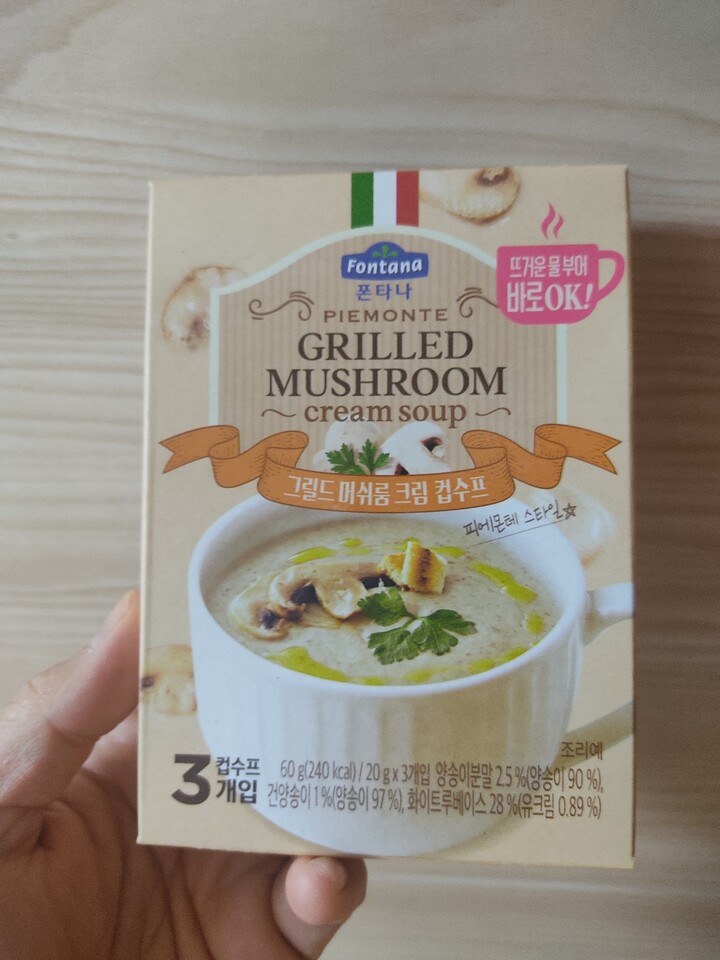 Fontana
폰타나
뜨거운 물 부어
바로OK!
PIEMONTE
GRILLED
MUSHROOM
cream soup
그릴드 머쉬룸 크림 컵수프
피에몬테 스타일
조리예
3 컵수프
개입
60 g(240 kcal) / 20 g x 3개입 양송이분말 2.5 %(양송이 90 %),
건양송이 1 %(양송이 97 %), 화이트루베이스 28 %(유크림 0.89 %)